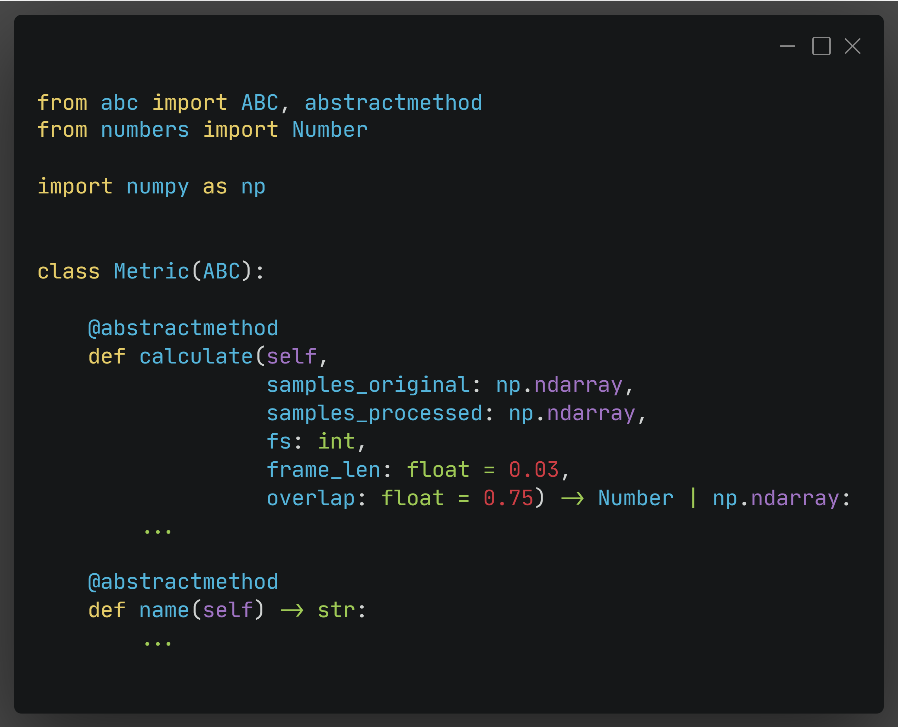 from abc import ABC, abstractmethod
from numbers import Number

import numpy as np


class Metric(ABC):

    @abstractmethod
    def calculate(self,
                  samples_original: np.ndarray,
                  samples_processed: np.ndarray,
                  fs: int,
                  frame_len: float = 0.03,
                  overlap: float = 0.75) -> Number | np.ndarray:
        ...

    @abstractmethod
    def name(self) -> str:
        ...